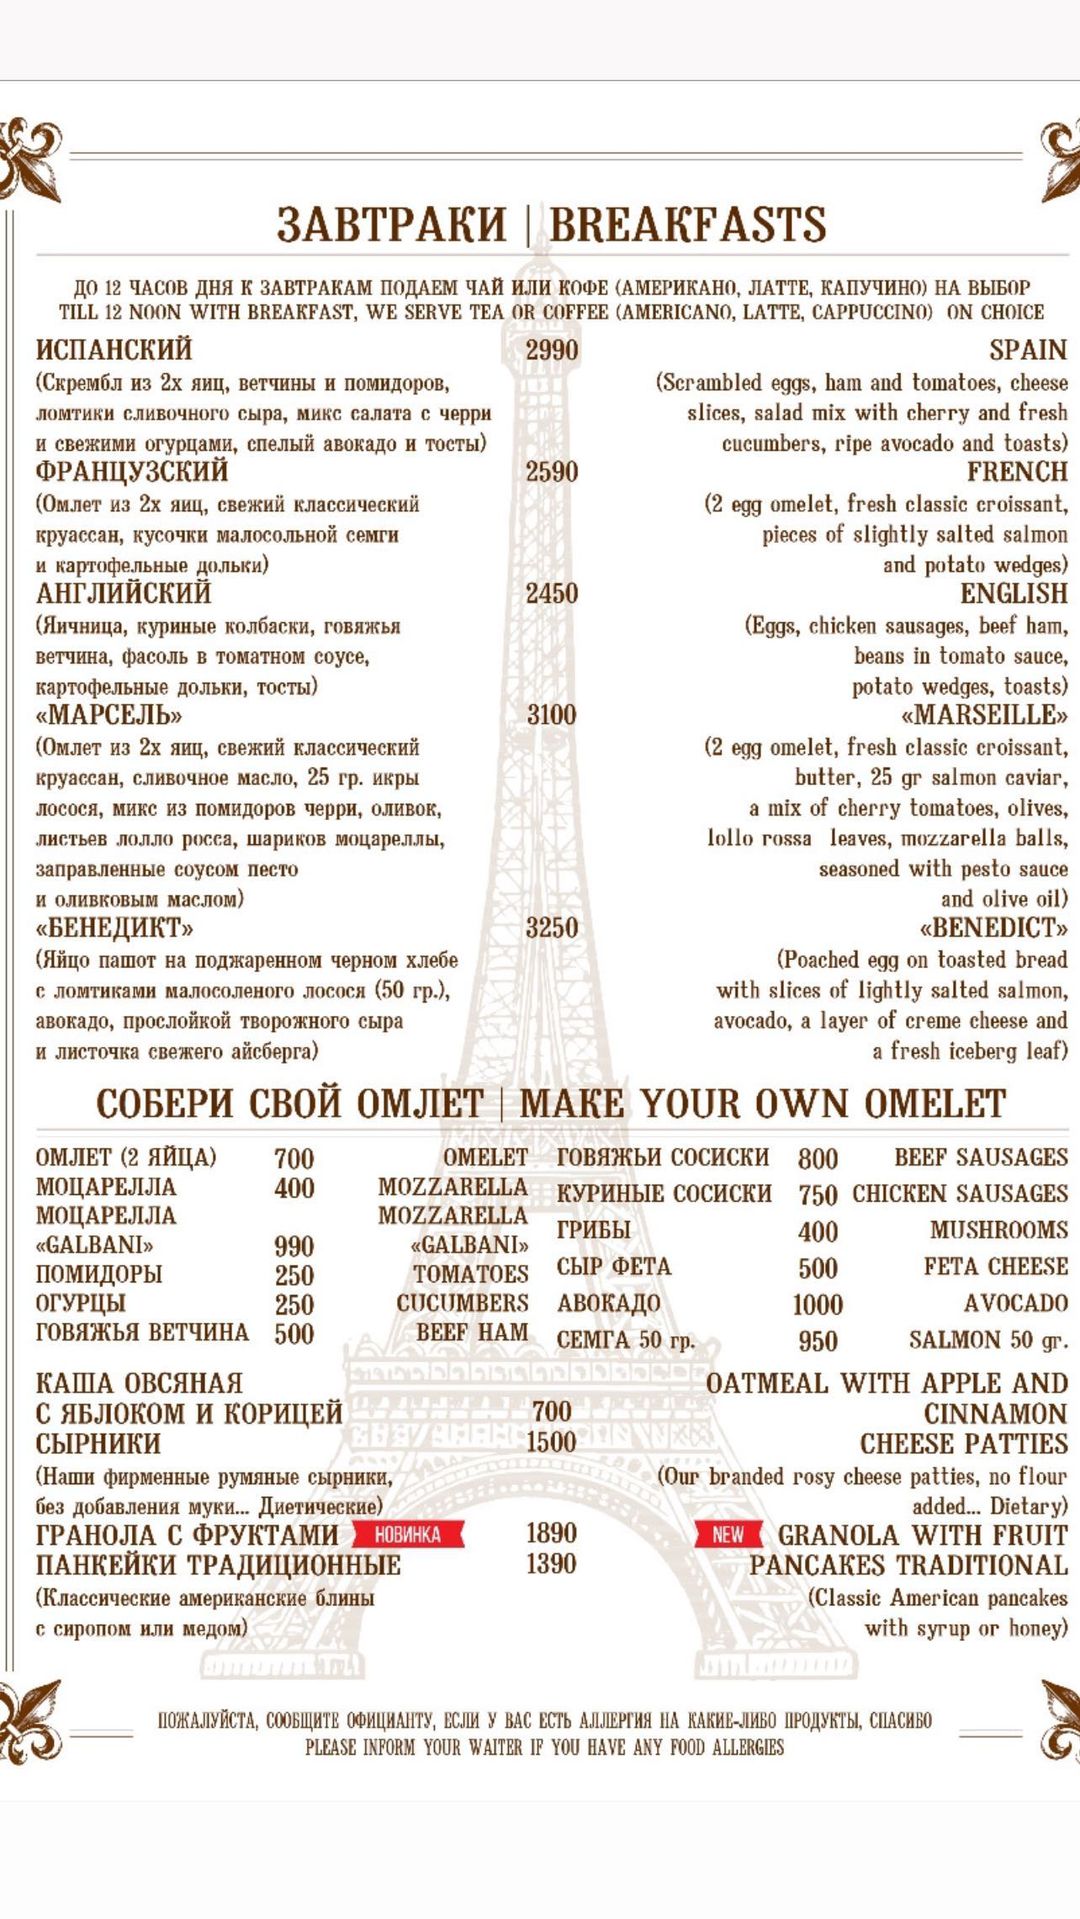 ЗАВТРАКИ | BREAKFASTS
ДО 12 ЧАСОВ ДНЯ К ЗАВТРАКАМ ПОДАЕМ ЧАЙ ИЛИ КОФЕ (АМЕРИКАНО, ЛАТТЕ, КАПУЧИНО) НА ВЫБОР
TILL 12 NOON WITH BREAKFAST, WE SERVE TEA OR COFFEE (AMERICANO, LATTE, CAPPUCCINO) ON CHOICE
ИСПАНСКИЙ 2990 SPAIN
(Скрембл из 2х яиц, ветчины и помидоров, (Scrambled eggs, ham and tomatoes, cheese
ломтики сливочного сыра, микс салата с черри slices, salad mix with cherry and fresh
и свежими огурцами, спелый авокадо и тосты) cucumbers, ripe avocado and toasts)
ФРАНЦУЗСКИЙ 2590 FRENCH
(Омлет из 2х яиц, свежий классический (2 egg omelet, fresh classic croissant,
круассан, кусочки малосольной семги pieces of slightly salted salmon
и картофельные дольки) and potato wedges)
АНГЛИЙСКИЙ 2450 ENGLISH
(Яичница, куриные колбаски, говяжья (Eggs, chicken sausages, beef ham,
ветчина, фасоль в томатном соусе, beans in tomato sauce,
картофельные дольки, тосты) potato wedges, toasts)
«МАРСЕЛЬ» 3100 «MARSEILLE»
(Омлет из 2х яиц, свежий классический (2 egg omelet, fresh classic croissant,
круассан, сливочное масло, 25 гр. икры butter, 25 gr salmon caviar,
лосося, микс из помидоров черри, оливок, a mix of cherry tomatoes, olives,
листьев лолло росса, шариков моцареллы, lollo rossa leaves, mozzarella balls,
заправленные соусом песто seasoned with pesto sauce
и оливковым маслом) and olive oil)
«БЕНЕДИКТ» 3250 «BENEDICT»
(Яйцо пашот на поджаренном черном хлебе (Poached egg on toasted bread
с ломтиками малосоленого лосося (50 гр.), with slices of lightly salted salmon,
авокадо, прослойкой творожного сыра avocado, a layer of creme cheese and
и листочка свежего айсберга) a fresh iceberg leaf)
СОБЕРИ СВОЙ ОМЛЕТ | MAKE YOUR OWN OMELET
ОМЛЕТ (2 ЯЙЦА) 700 OMELET
МОЦАРЕЛЛА 400 MOZZARELLA
МОЦАРЕЛЛА MOZZARELLA
«GALBANI» 990 «GALBANI»
ПОМИДОРЫ 250 TOMATOES
ОГУРЦЫ 250 CUCUMBERS
ГОВЯЖЬЯ ВЕТЧИНА 500 BEEF HAM
ГОВЯЖЬИ СОСИСКИ 800 BEEF SAUSAGES
КУРИНЫЕ СОСИСКИ 750 CHICKEN SAUSAGES
ГРИБЫ 400 MUSHROOMS
СЫР ФЕТА 500 FETA CHEESE
АВОКАДО 1000 AVOCADO
СЕМГА 50 гр. 950 SALMON 50 gr.
КАША ОВСЯНАЯ OATMEAL WITH APPLE AND
С ЯБЛОКОМ И КОРИЦЕЙ 700 CINNAMON
СЫРНИКИ 1500 CHEESE PATTIES
(Наши фирменные румяные сырники, (Our branded rosy cheese patties, no flour
без добавления муки... Диетические) added... Dietary)
ГРАНОЛА С ФРУКТАМИ НОВИНКА 1890 NEW GRANOLA WITH FRUIT
ПАНКЕЙКИ ТРАДИЦИОННЫЕ 1390 PANCAKES TRADITIONAL
(Классические американские блины (Classic American pancakes
с сиропом или медом) with syrup or honey)
ПОЖАЛУЙСТА, СООБЩИТЕ ОФИЦИАНТУ, ЕСЛИ У ВАС ЕСТЬ АЛЛЕРГИЯ НА КАКИЕ-ЛИБО ПРОДУКТЫ, СПАСИБО
PLEASE INFORM YOUR WAITER IF YOU HAVE ANY FOOD ALLERGIES